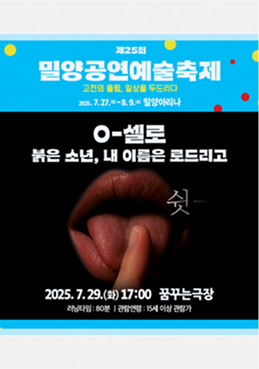 제25회
밀양공연예술축제
고전의 울림, 일상을 두드리다
2025. 7. 27.(일)-8. 9.(토) 밀양아리나
O-셀로
붉은 소년, 내 이름은 로드리고
쉿
2025. 7. 29.(화) 17:00 꿈꾸는극장
러닝타임 : 80분 | 관람연령 : 15세 이상 관람가